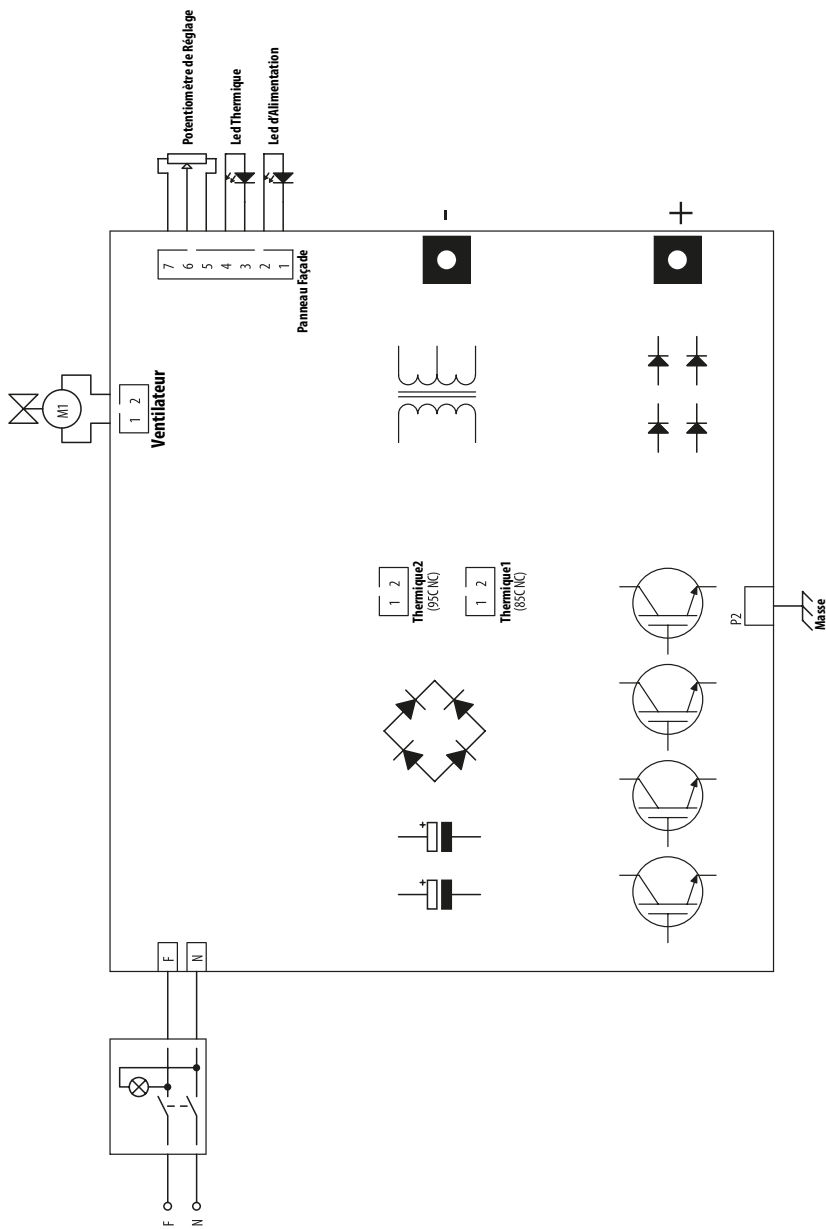 Potentiomètre de Réglage
Led Thermique
Led d'Alimentation
7
6
5
4
3
2
1
Panneau Façade
-
+
M1
1 2
Ventilateur
1 2
Thermique2
(95C NC)
1 2
Thermique1
(85C NC)
P2
Masse
+
+
F
N
F
N